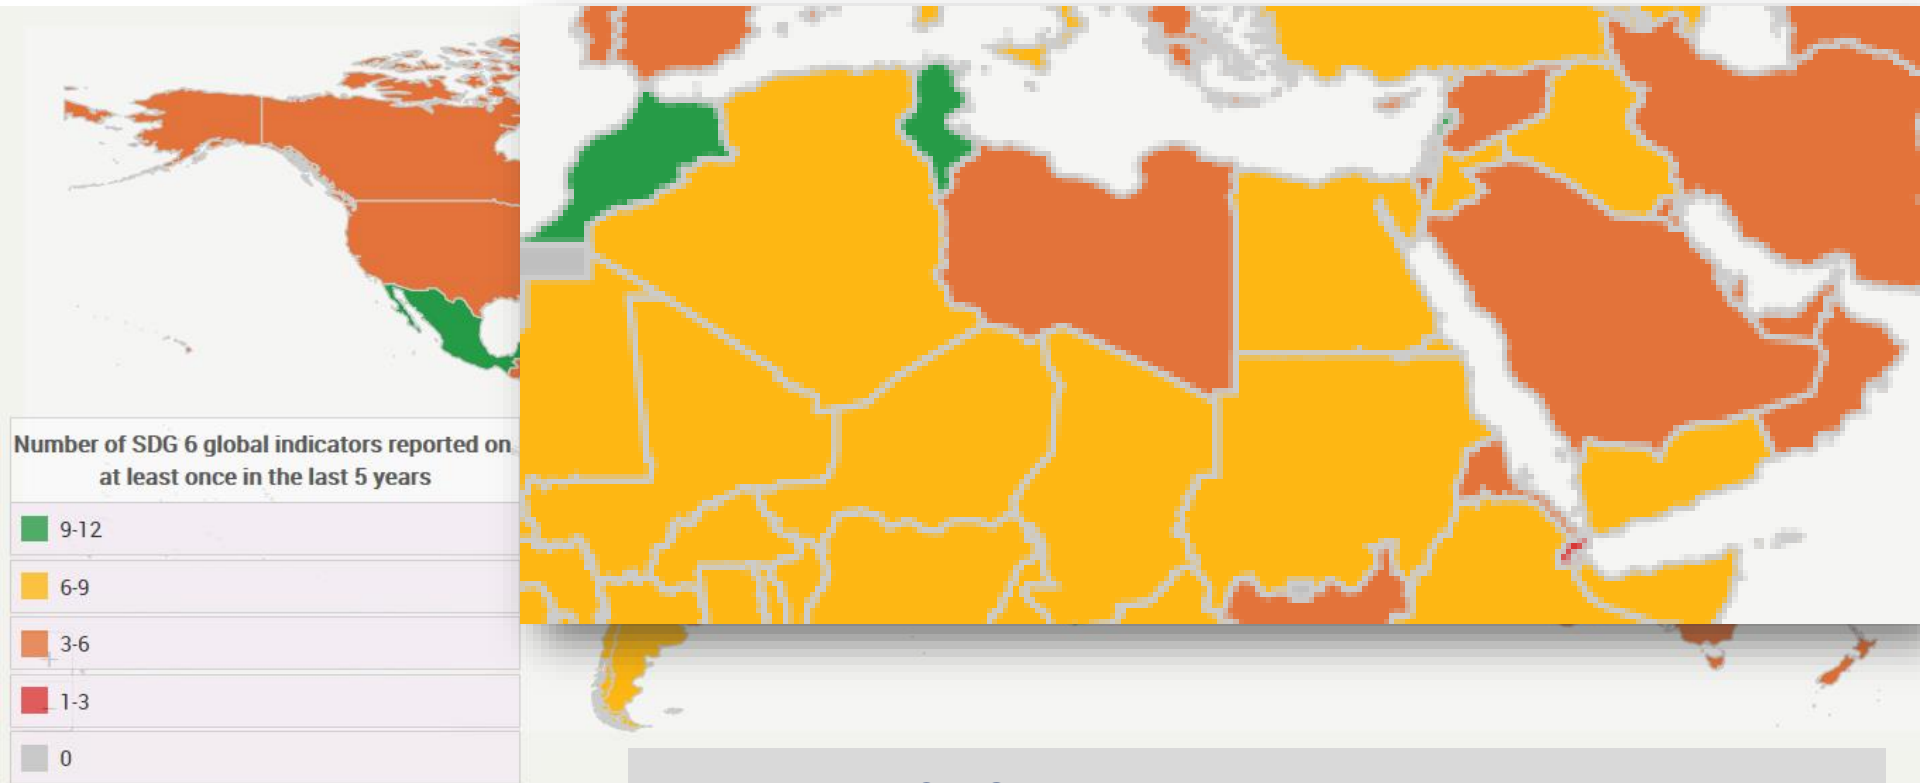 Number of SDG 6 global indicators reported on
at least once in the last 5 years
9-12
6-9
3-6
1-3
0